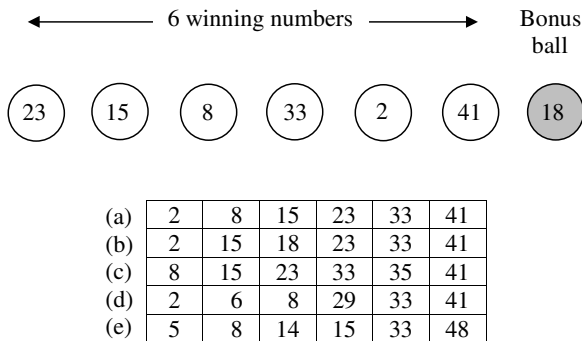 6 winning numbers Bonus
ball
23 15 8 33 2 41 18
(a) 2 8 15 23 33 41
(b) 2 15 18 23 33 41
(c) 8 15 23 33 35 41
(d) 2 6 8 29 33 41
(e) 5 8 14 15 33 48